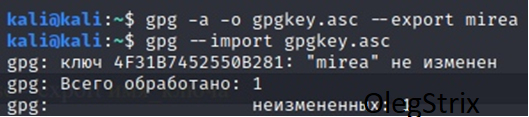 kali@kali:~$ gpg -a -o gpgkey.asc --export mirea
kali@kali:~$ gpg --import gpgkey.asc
gpg: ключ 4F31B7452550B281: "mirea" не изменен
gpg: Всего обработано: 1
gpg: неизмененных: 1
OlegStrix